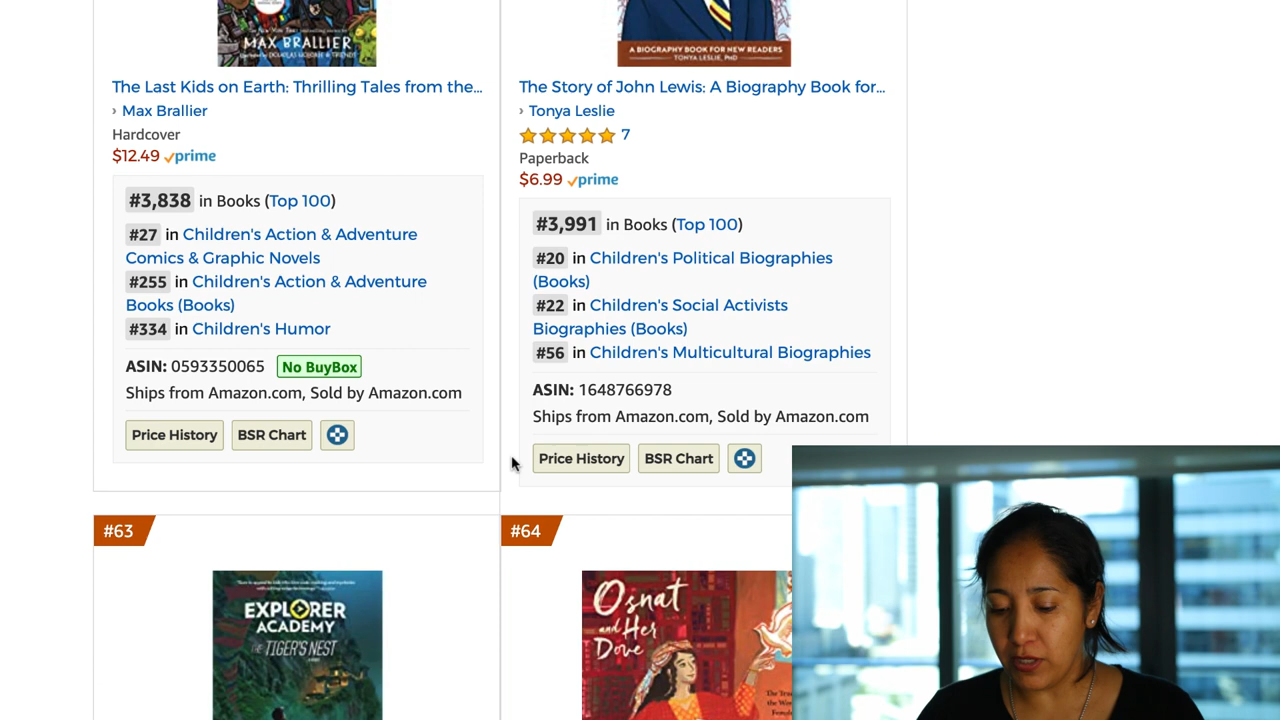 MAX BRALLIER
The Last Kids on Earth: Thrilling Tales from the...
› Max Brallier
Hardcover
$12.49 prime
#3,838 in Books (Top 100)
#27 in Children's Action & Adventure
Comics & Graphic Novels
#255 in Children's Action & Adventure
Books (Books)
#334 in Children's Humor
ASIN: 0593350065 No BuyBox
Ships from Amazon.com, Sold by Amazon.com
Price History BSR Chart
A BIOGRAPHY BOOK FOR NEW READERS
TONYA LESLIE, PhD
The Story of John Lewis: A Biography Book for...
› Tonya Leslie
7
Paperback
$6.99 prime
#3,991 in Books (Top 100)
#20 in Children's Political Biographies
(Books)
#22 in Children's Social Activists
Biographies (Books)
#56 in Children's Multicultural Biographies
ASIN: 1648766978
Ships from Amazon.com, Sold by Amazon.com
Price History BSR Chart
#63
EXPLORER
ACADEMY
THE TIGER'S NEST
#64
Osnat
and Her
Dove